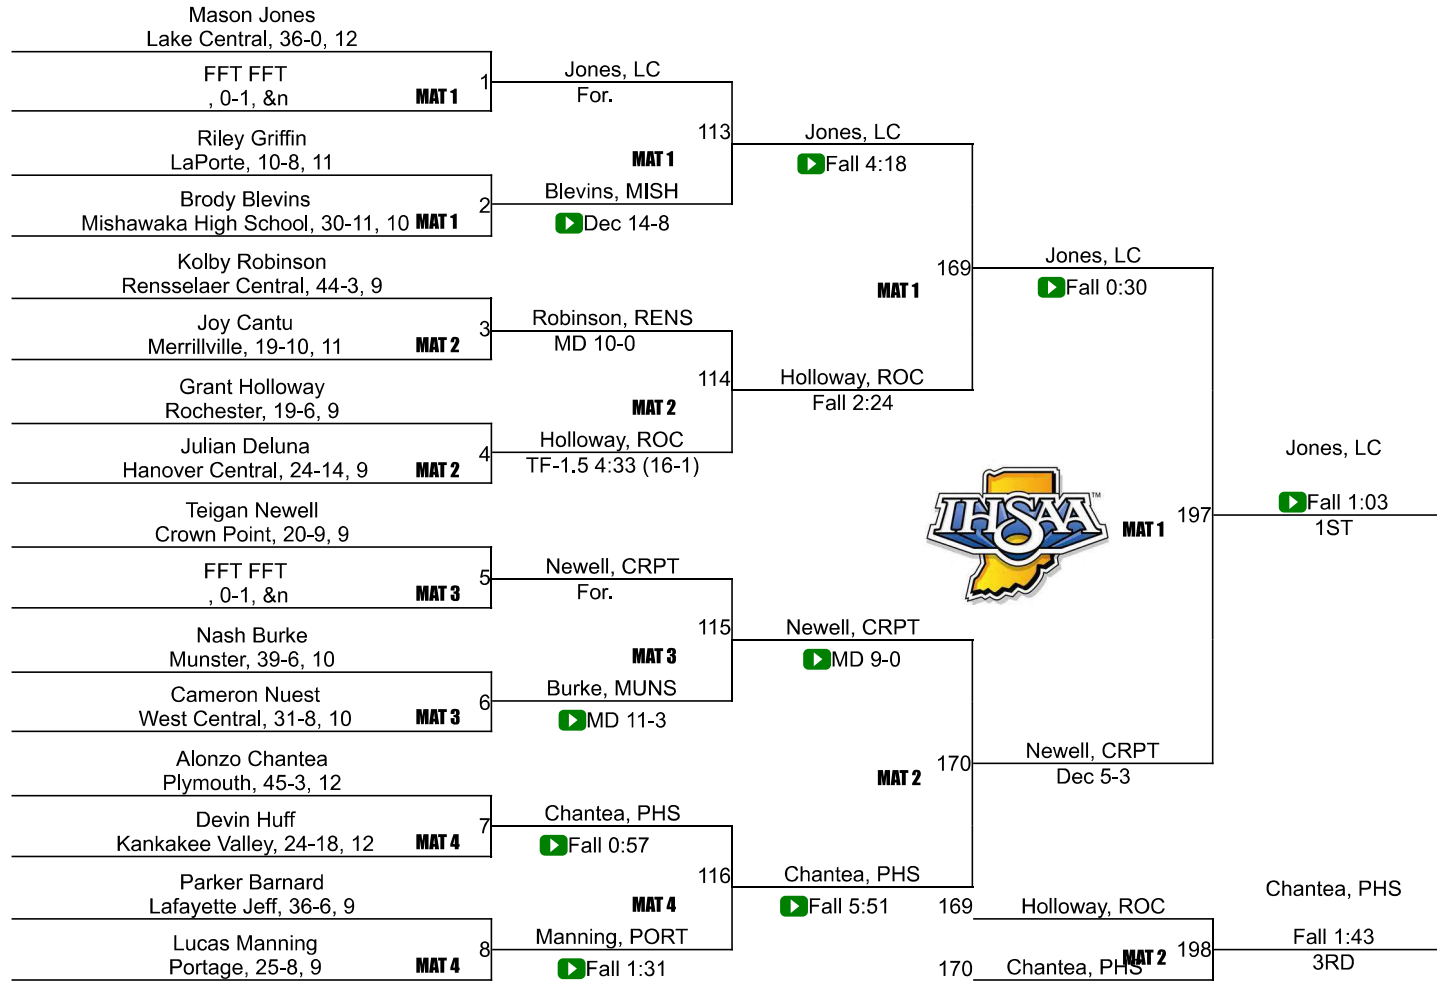 Mason Jones
Lake Central, 36-0, 12
FFT FFT
, 0-1, &n
MAT 1
1
Riley Griffin
LaPorte, 10-8, 11
Brody Blevins
Mishawaka High School, 30-11, 10
MAT 1
2
Kolby Robinson
Rensselaer Central, 44-3, 9
Joy Cantu
Merrillville, 19-10, 11
MAT 2
3
Grant Holloway
Rochester, 19-6, 9
Julian Deluna
Hanover Central, 24-14, 9
MAT 2
4
Teigan Newell
Crown Point, 20-9, 9
FFT FFT
, 0-1, &n
MAT 3
5
Nash Burke
Munster, 39-6, 10
Cameron Nuest
West Central, 31-8, 10
MAT 3
6
Alonzo Chantea
Plymouth, 45-3, 12
Devin Huff
Kankakee Valley, 24-18, 12
MAT 4
7
Parker Barnard
Lafayette Jeff, 36-6, 9
Lucas Manning
Portage, 25-8, 9
MAT 4
8
Jones, LC
For.
113
MAT 1
Blevins, MISH
Dec 14-8
Robinson, RENS
MD 10-0
114
MAT 2
Holloway, ROC
TF-1.5 4:33 (16-1)
Newell, CRPT
For.
115
MAT 3
Burke, MUNS
MD 11-3
Chantea, PHS
Fall 0:57
116
MAT 4
Manning, PORT
Fall 1:31
Jones, LC
Fall 4:18
169
MAT 1
Holloway, ROC
Fall 2:24
Newell, CRPT
MD 9-0
170
MAT 2
Chantea, PHS
Fall 5:51
Jones, LC
Fall 0:30
IHSAA™
MAT 1
197
Newell, CRPT
Dec 5-3
Jones, LC
Fall 1:03
1ST
169
Holloway, ROC
MAT 2
198
170
Chantea, PHS
Chantea, PHS
Fall 1:43
3RD